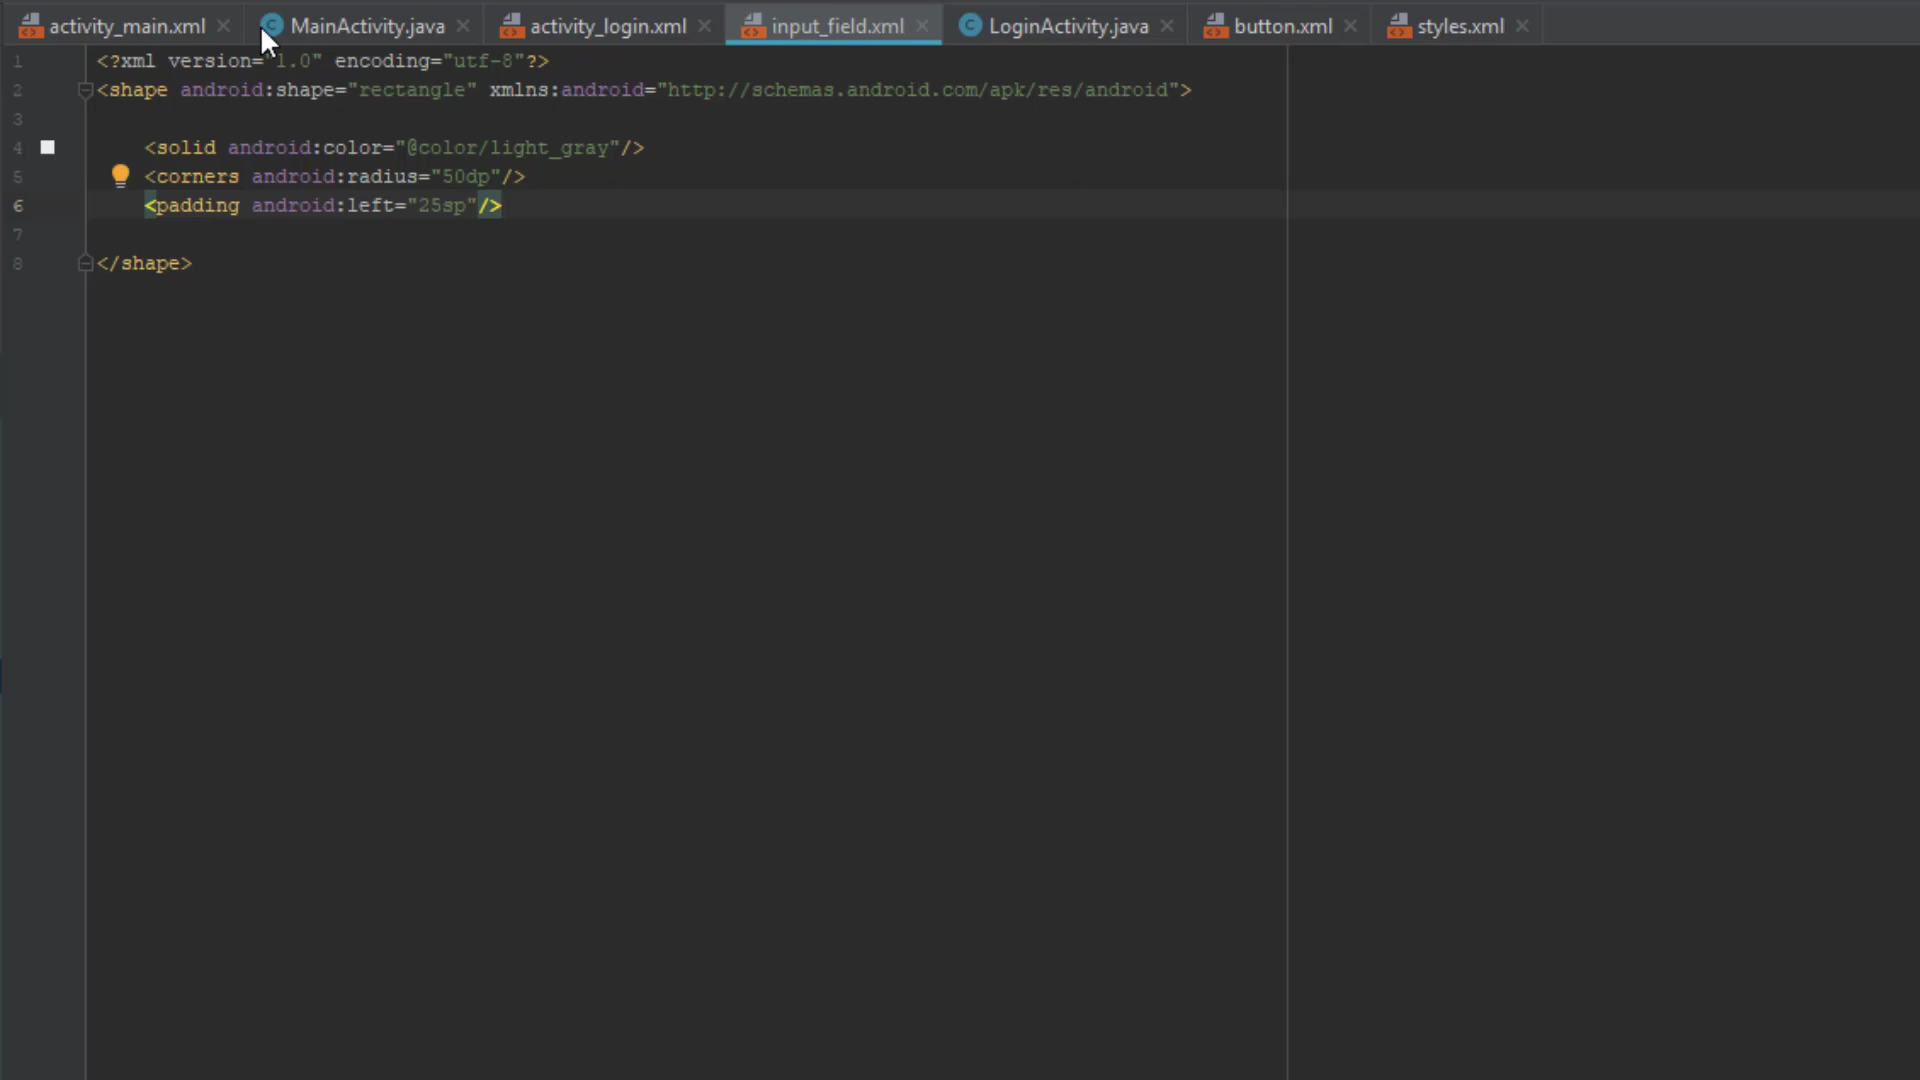 activity_main.xml MainActivity.java activity_login.xml input_field.xml LoginActivity.java button.xml styles.xml
1 <?xml version="1.0" encoding="utf-8"?>
2 <shape android:shape="rectangle" xmlns:android="http://schemas.android.com/apk/res/android">
3
4 <solid android:color="@color/light_gray"/>
5 <corners android:radius="50dp"/>
6 <padding android:left="25sp"/>
7
8 </shape>